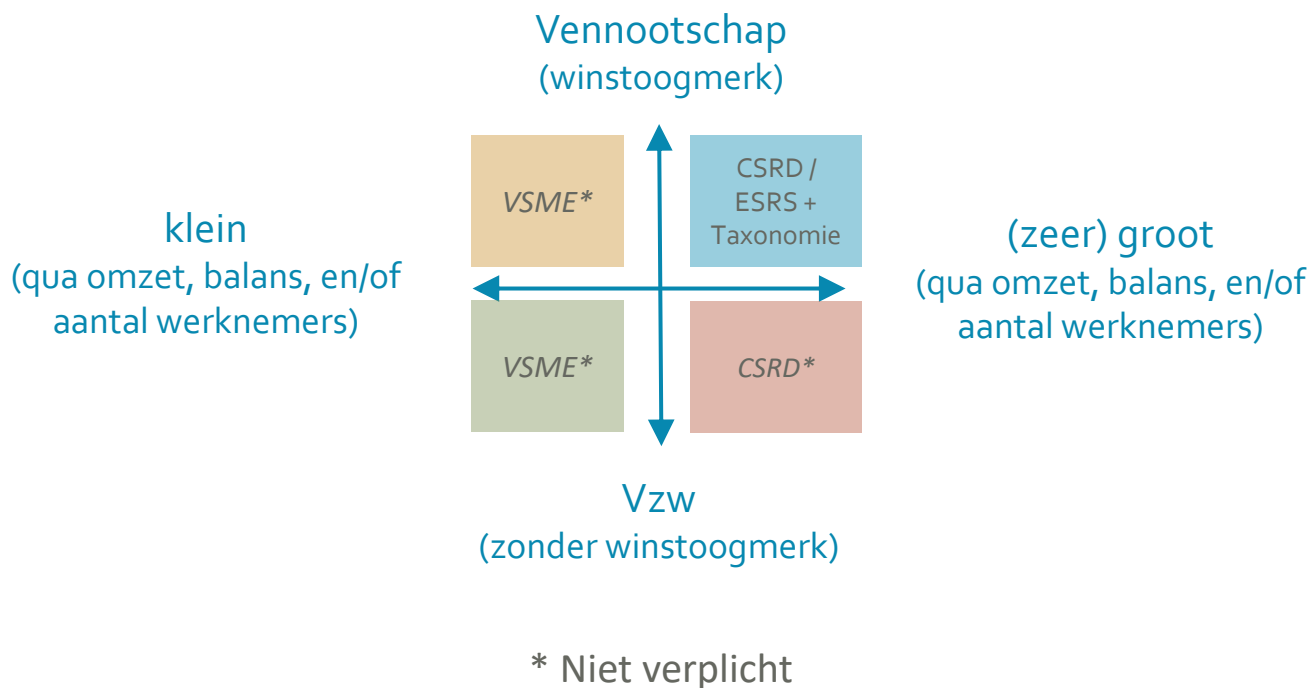 Vennootschap
(winstoogmerk)
VSME*
CSRD /
ESRS +
Taxonomie
klein
(qua omzet, balans, en/of
aantal werknemers)
(zeer) groot
(qua omzet, balans, en/of
aantal werknemers)
VSME*
CSRD*
Vzw
(zonder winstoogmerk)
* Niet verplicht